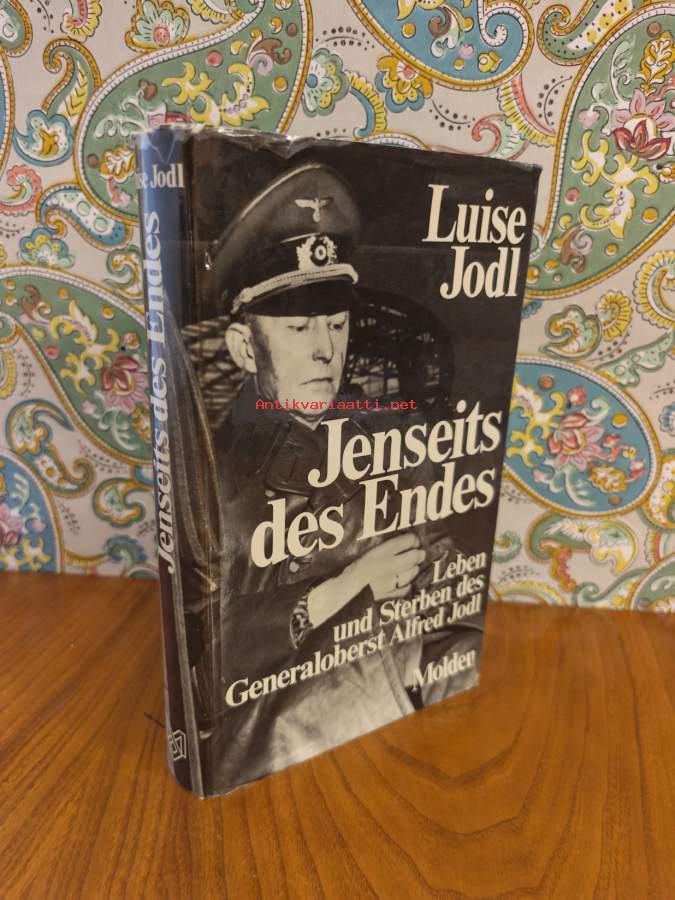 Luise
Jodl
Jenseits
des Endes
Leben
und Sterben des
Generaloberst Alfred Jodl
Molden
se Jodl
Jenseits des Endes
Antikvariaatti.net